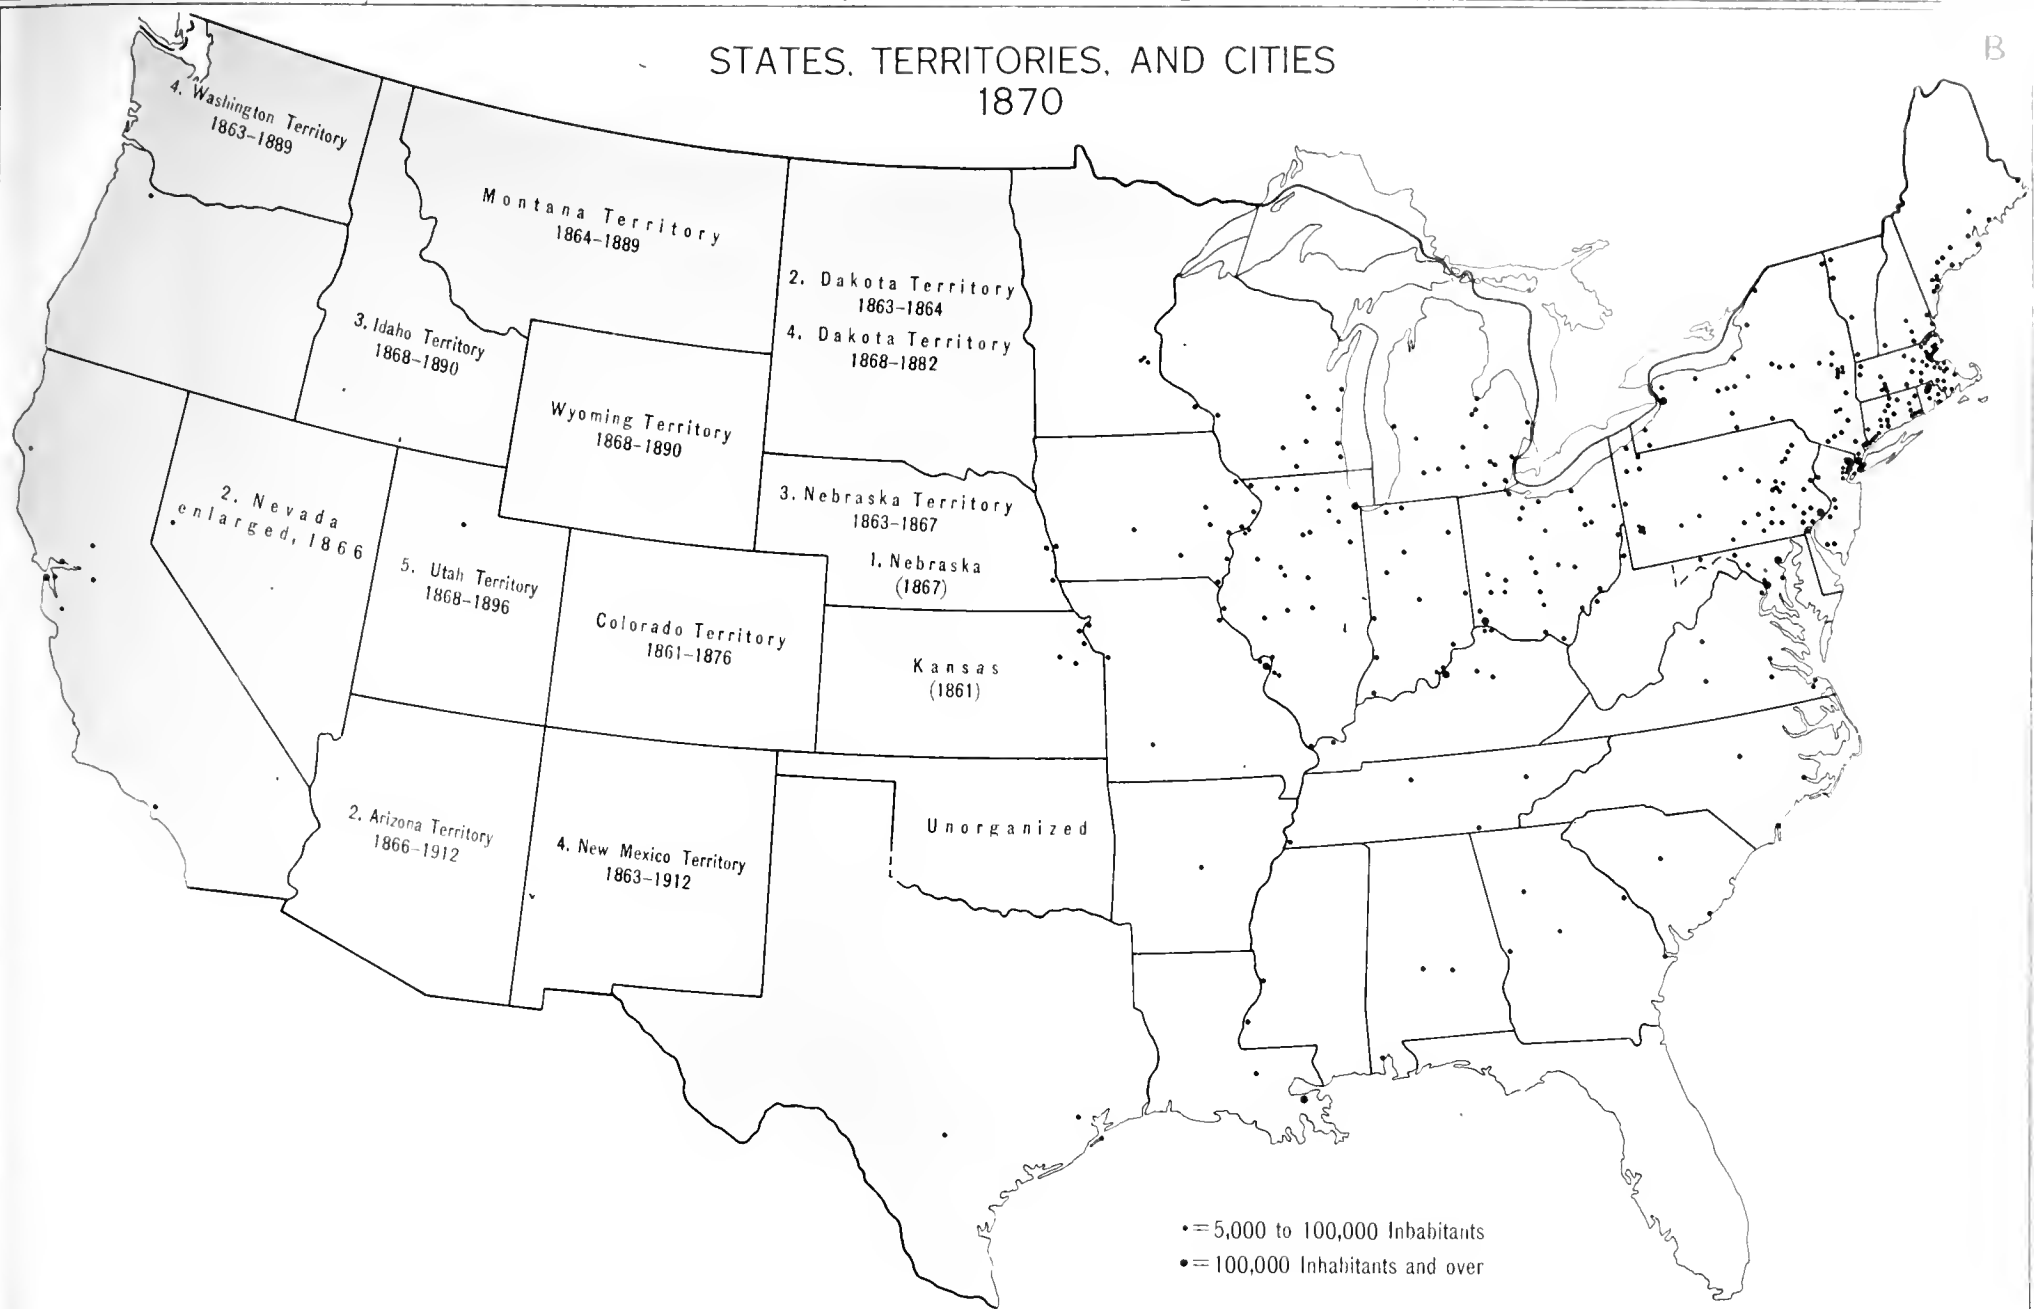 STATES, TERRITORIES, AND CITIES
1870
B
4. Washington Territory
1863–1889
Montana Territory
1864–1889
2. Dakota Territory
1863–1864
4. Dakota Territory
1868–1882
3. Idaho Territory
1868–1890
Wyoming Territory
1868–1890
2. Nevada
enlarged, 1866
3. Nebraska Territory
1863–1867
1. Nebraska
(1867)
5. Utah Territory
1868–1896
Colorado Territory
1861–1876
Kansas
(1861)
2. Arizona Territory
1866–1912
4. New Mexico Territory
1863–1912
Unorganized
•=5,000 to 100,000 Inhabitants
•=100,000 Inhabitants and over